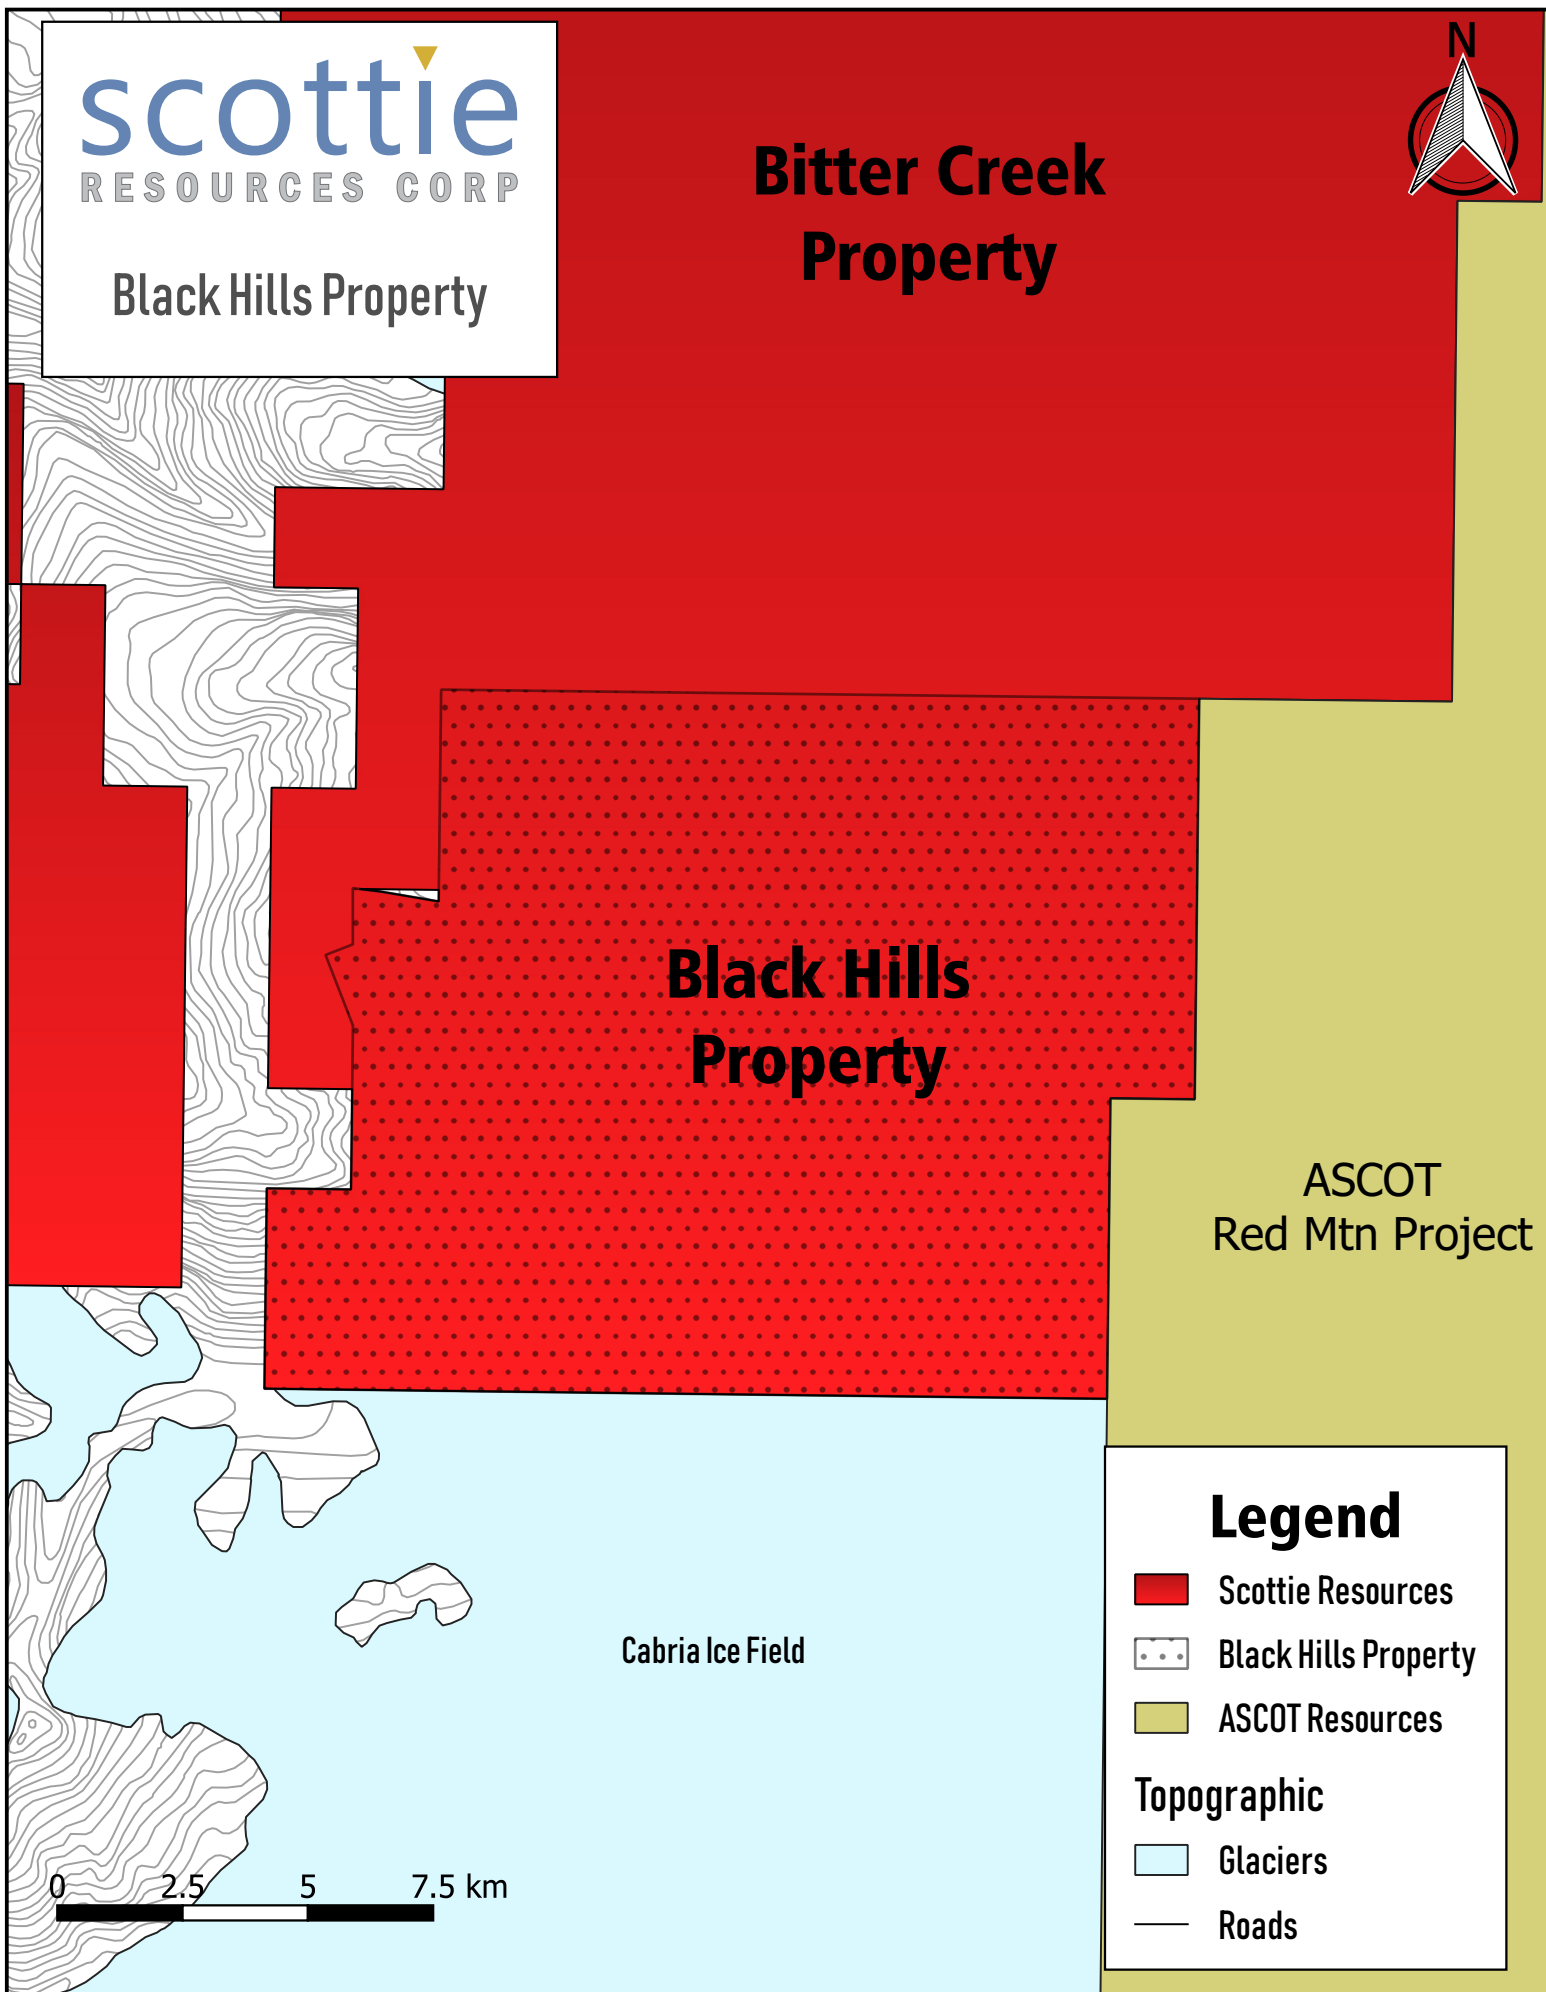 scottie
RESOURCES CORP
Black Hills Property
N
Bitter Creek
Property
Black Hills
Property
ASCOT
Red Mtn Project
Cabria Ice Field
Legend
Scottie Resources
Black Hills Property
ASCOT Resources
Topographic
Glaciers
Roads
0 2.5 5 7.5 km